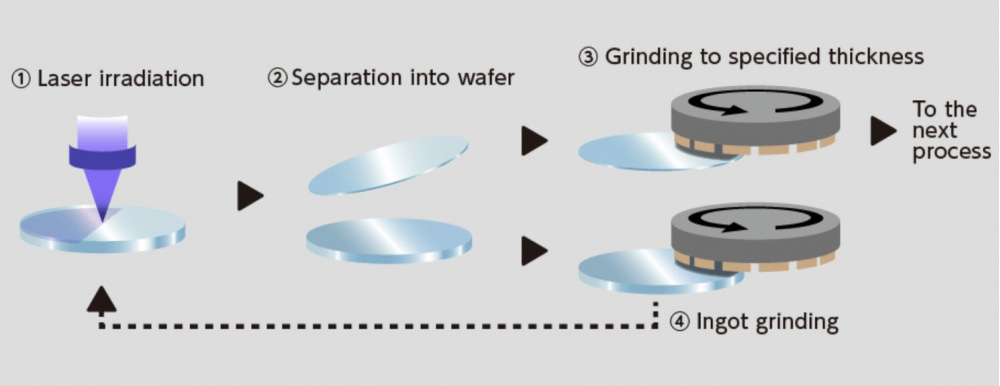 ① Laser irradiation
② Separation into wafer
③ Grinding to specified thickness
To the
next
process
④ Ingot grinding